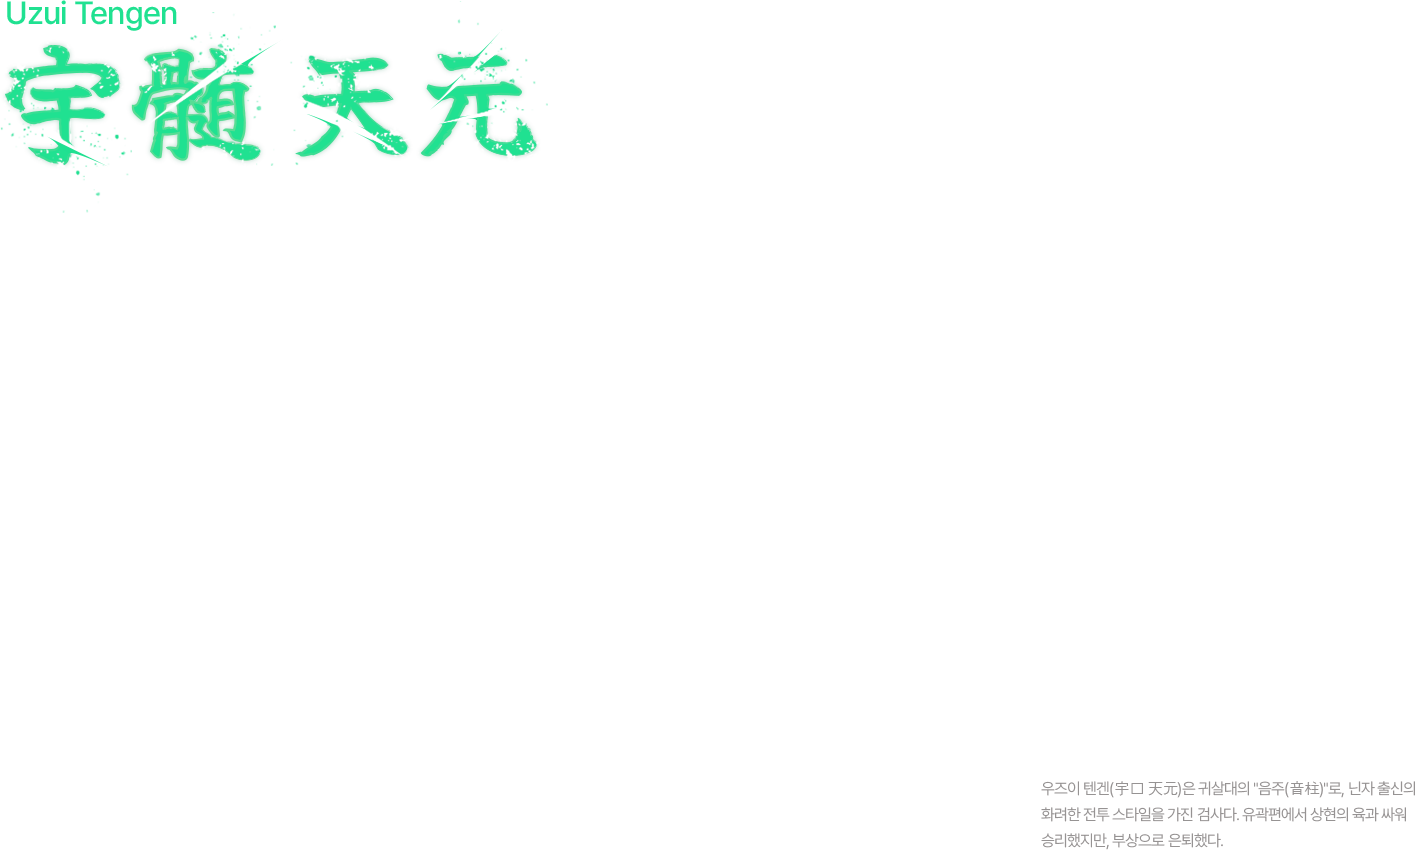 Uzui Tengen
宇髄 天元
우즈이 텐겐(宇□ 天元)은 귀살대의 "음주(音柱)"로, 닌자 출신의
화려한 전투 스타일을 가진 검사다. 유곽편에서 상현의 육과 싸워
승리했지만, 부상으로 은퇴했다.